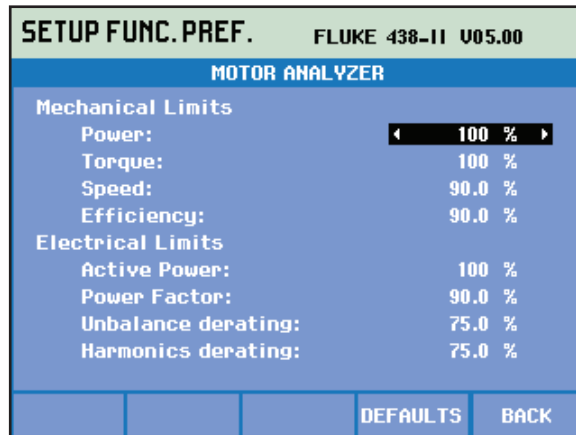 SETUP FUNC. PREF. FLUKE 438-II V05.00
MOTOR ANALYZER
Mechanical Limits
Power: 100 %
Torque: 100 %
Speed: 90.0 %
Efficiency: 90.0 %
Electrical Limits
Active Power: 100 %
Power Factor: 90.0 %
Unbalance derating: 75.0 %
Harmonics derating: 75.0 %
DEFAULTS BACK